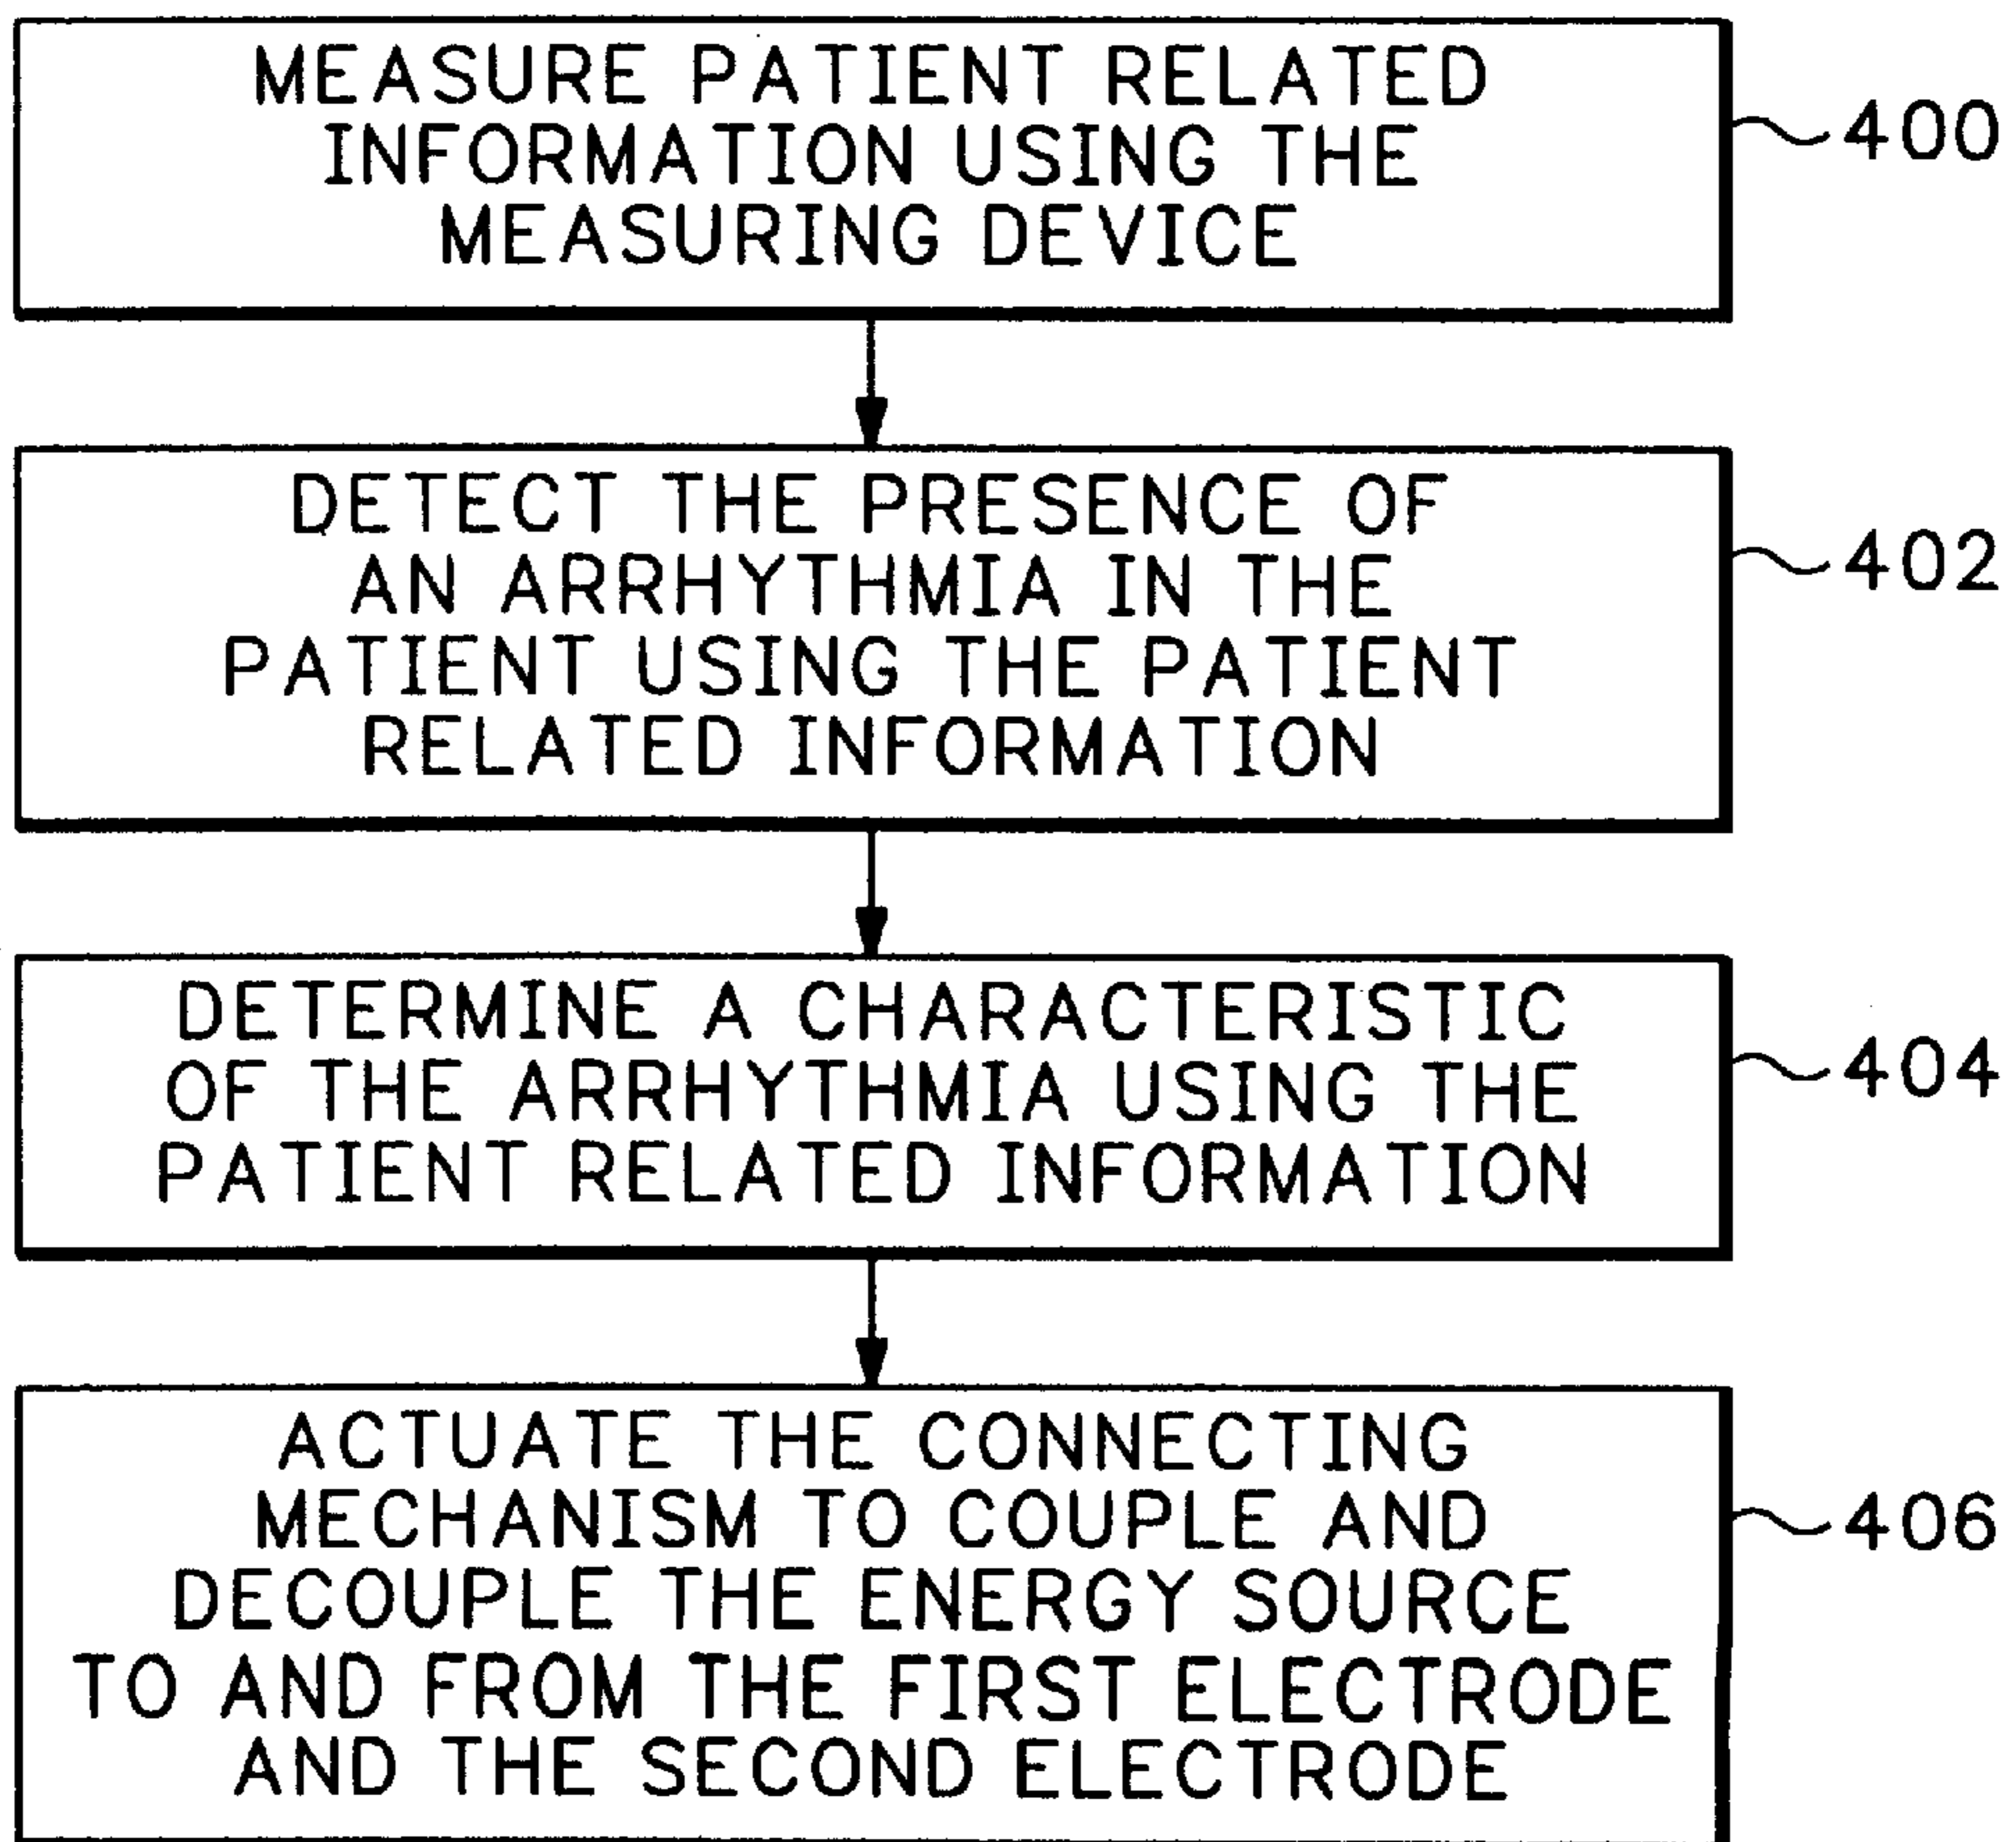 MEASURE PATIENT RELATED
INFORMATION USING THE
MEASURING DEVICE
400
DETECT THE PRESENCE OF
AN ARRHYTHMIA IN THE
PATIENT USING THE PATIENT
RELATED INFORMATION
402
DETERMINE A CHARACTERISTIC
OF THE ARRHYTHMIA USING THE
PATIENT RELATED INFORMATION
404
ACTUATE THE CONNECTING
MECHANISM TO COUPLE AND
DECOUPLE THE ENERGY SOURCE
TO AND FROM THE FIRST ELECTRODE
AND THE SECOND ELECTRODE
406